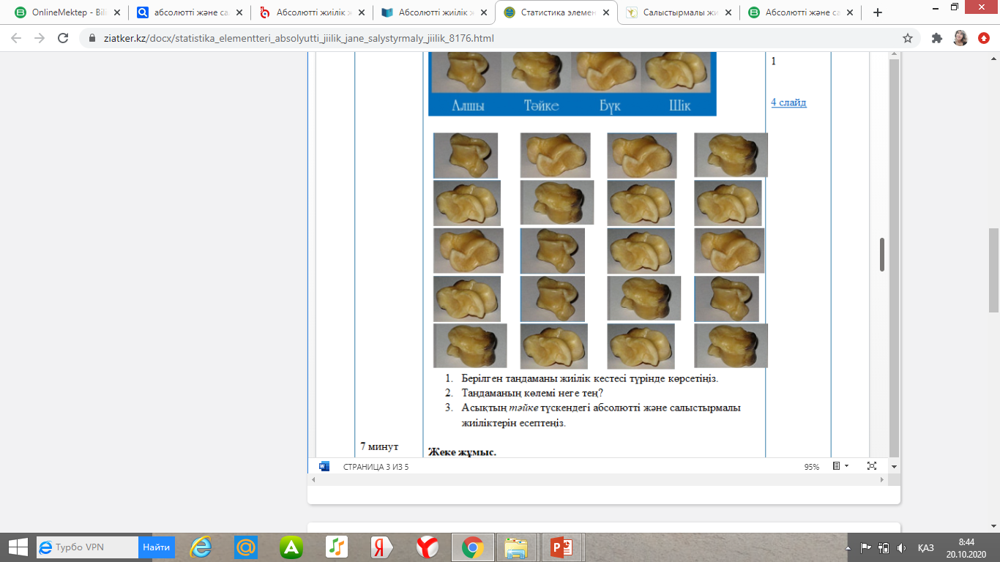 OnlineMektep - Bili
абсолютті және са
Абсолютті жиілік ж
Абсолютті жиілік ж
Статистика элемен
Салыстырмалы жи
Абсолютті және са
ziatker.kz/docx/statistika_elementteri_absolyutti_jiilik_jane_salystyrmaly_jiilik_8176.html
1
Алшы Тәйке Бүк Шік
4 слайд
1. Берілген таңдаманы жиілік кестесі түрінде көрсетіңіз.
2. Таңдаманың көлемі неге тең?
3. Асықтың тәйке түскендегі абсолютті және салыстырмалы
жиіліктерін есептеңіз.
7 минут
Жеке жұмыс.
СТРАНИЦА 3 ИЗ 5
95%
Турбо VPN
Найти
ҚАЗ
8:44
20.10.2020